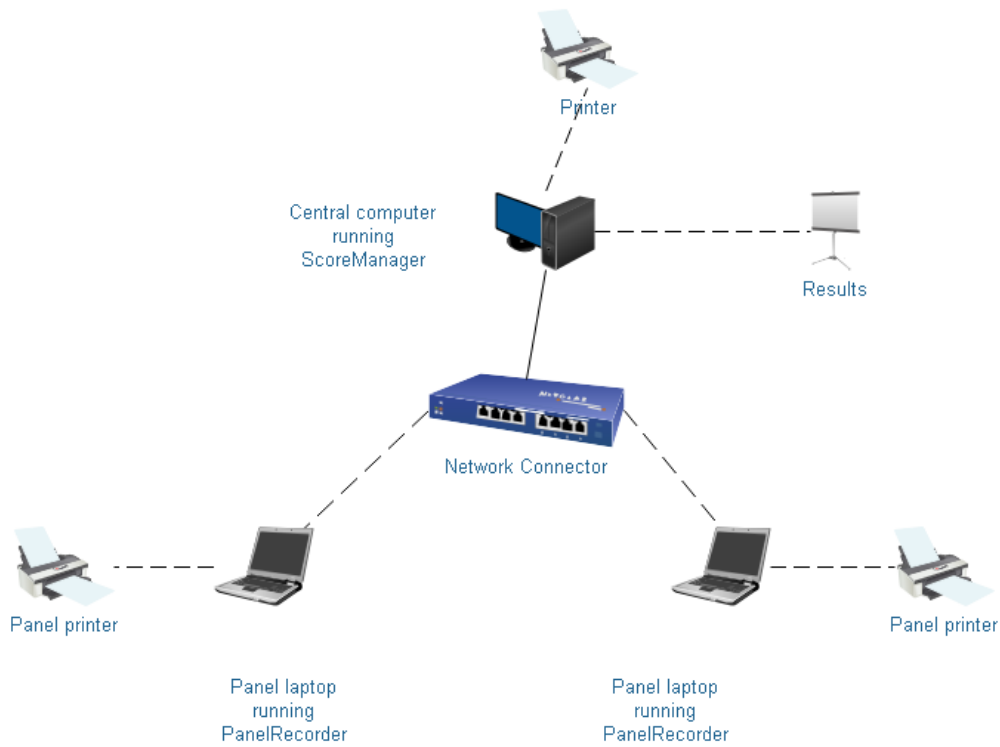 Printer
Central computer
running
ScoreManager
Results
NETGEAR
Network Connector
Panel printer
Panel printer
Panel laptop
running
PanelRecorder
Panel laptop
running
PanelRecorder